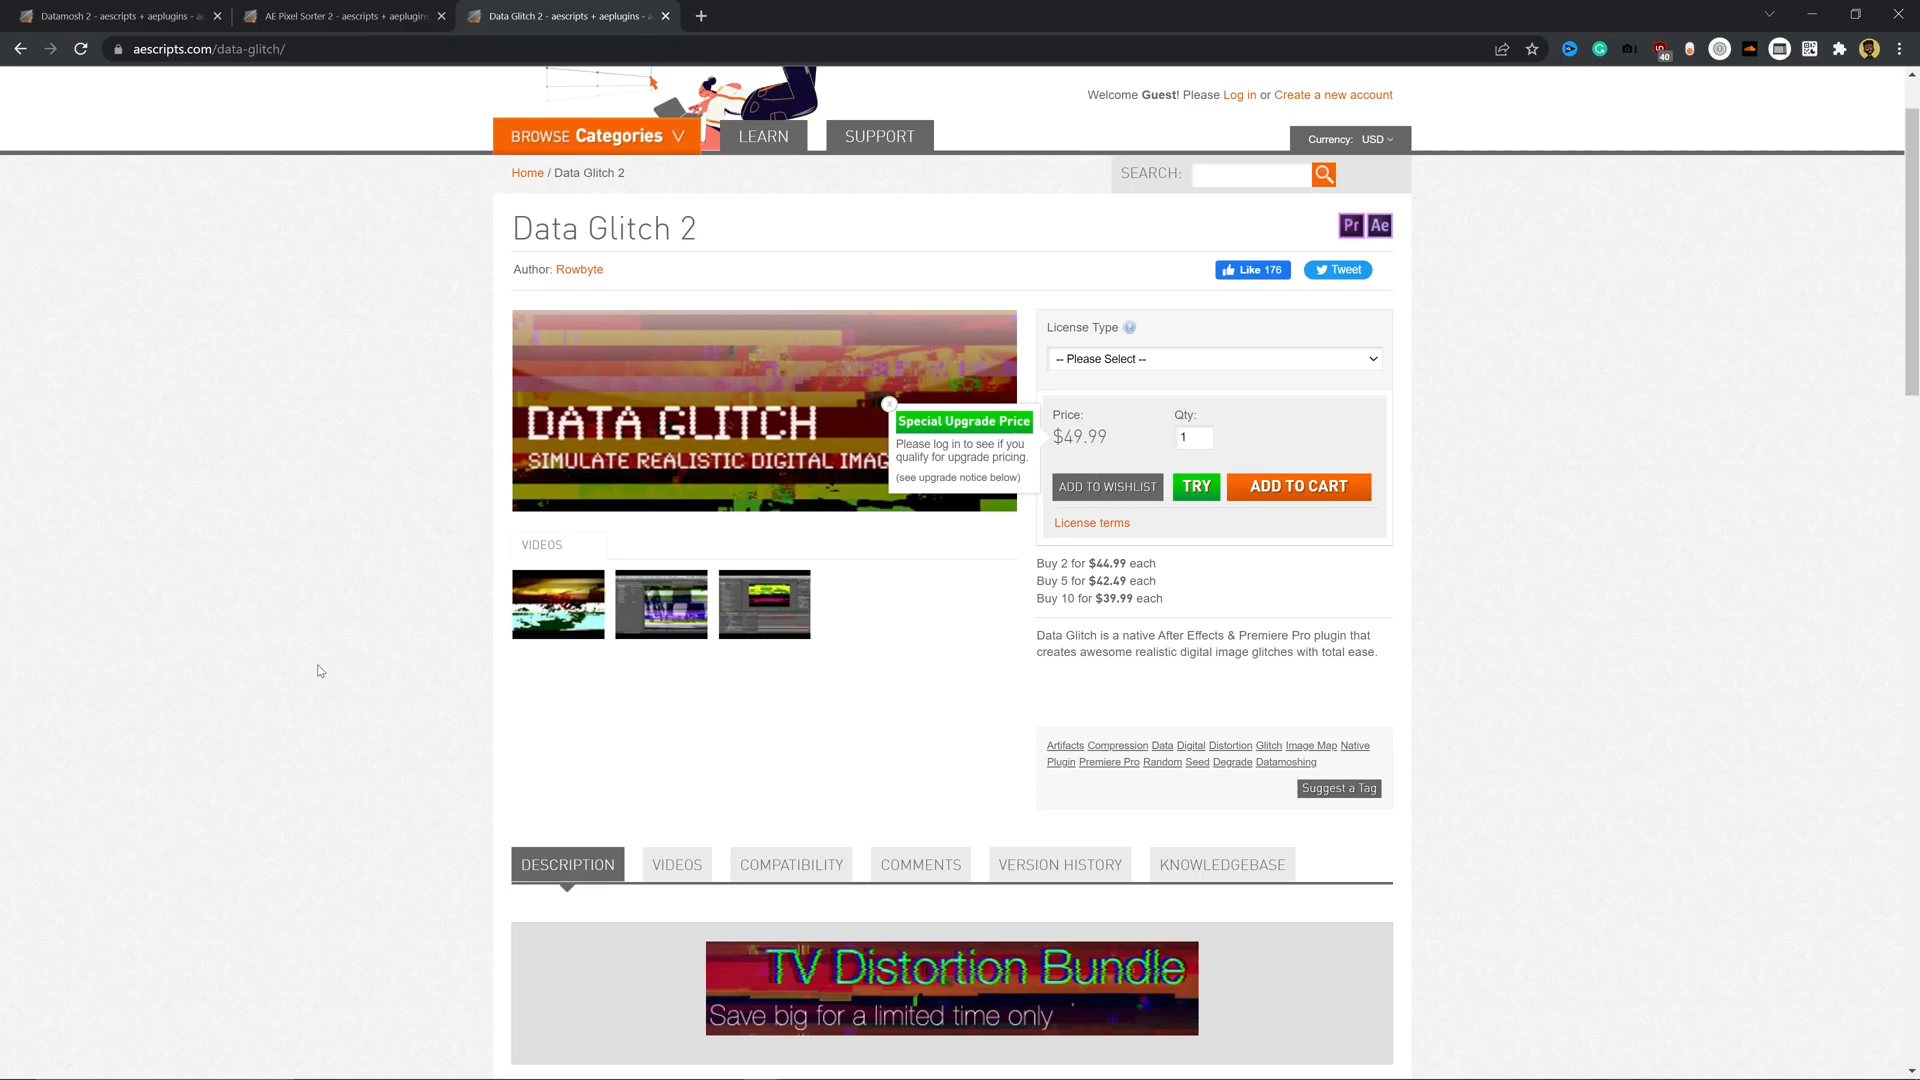 Datamosh 2 - aescripts + aeplugins - ae
AE Pixel Sorter 2 - aescripts + aeplugins
Data Glitch 2 - aescripts + aeplugins - a
aescripts.com/data-glitch/
40
Welcome Guest! Please Log in or Create a new account
BROWSE Categories
LEARN
SUPPORT
Currency: USD
Home / Data Glitch 2
SEARCH:
Data Glitch 2
Pr Ae
Author: Rowbyte
Like 176
Tweet
DATA GLITCH
SIMULATE REALISTIC DIGITAL IMAG
License Type
-- Please Select --
x
Special Upgrade Price
Please log in to see if you
qualify for upgrade pricing.
(see upgrade notice below)
Price:
$49.99
Qty:
1
ADD TO WISHLIST
TRY
ADD TO CART
License terms
VIDEOS
Buy 2 for $44.99 each
Buy 5 for $42.49 each
Buy 10 for $39.99 each
Data Glitch is a native After Effects & Premiere Pro plugin that
creates awesome realistic digital image glitches with total ease.
Artifacts Compression Data Digital Distortion Glitch Image Map Native
Plugin Premiere Pro Random Seed Degrade Datamoshing
Suggest a Tag
DESCRIPTION
VIDEOS
COMPATIBILITY
COMMENTS
VERSION HISTORY
KNOWLEDGEBASE
TV Distortion Bundle
Save big for a limited time only